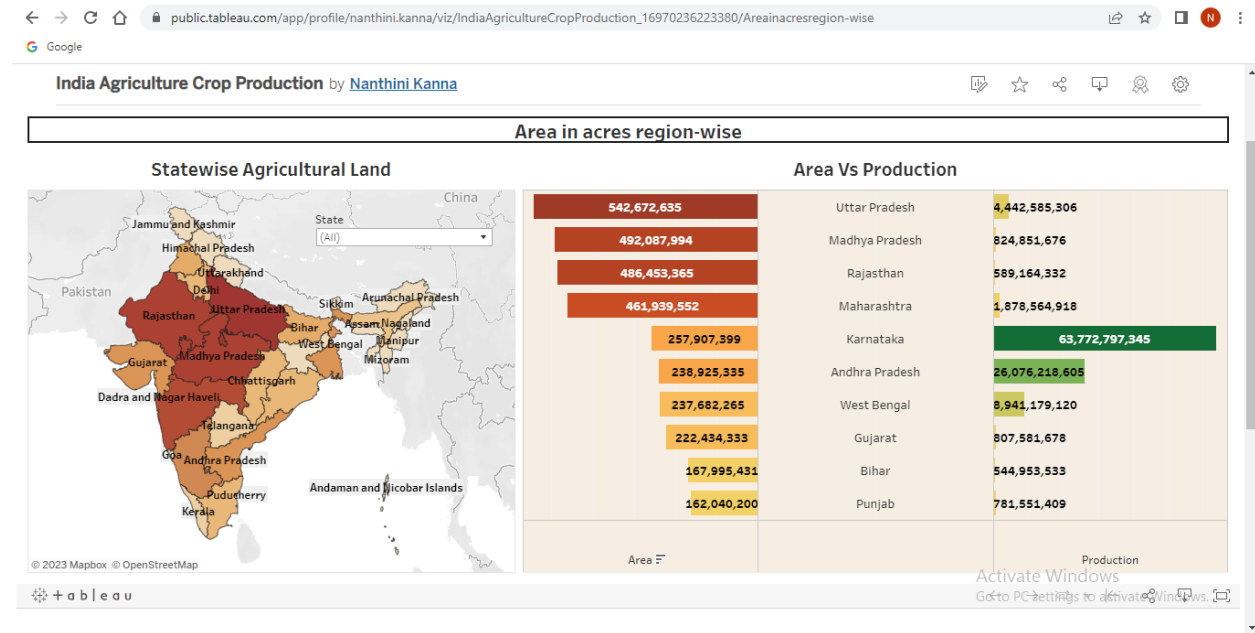 public.tableau.com/app/profile/nanthini.kanna/viz/IndiaAgricultureCropProduction_16970236223380/Areainacresregion-wise
N
G Google
India Agriculture Crop Production by Nanthini Kanna
Area in acres region-wise
Statewise Agricultural Land
China
Jammu and Kashmir
State
(All)
Himachal Pradesh
Uttarakhand
Pakistan
Delhi
Sikkim
Arunachal Pradesh
Rajasthan
Uttar Pradesh
Bihar
Assam
Nagaland
West Bengal
Manipur
Gujarat
Madhya Pradesh
Mizoram
Chhattisgarh
Dadra and Nagar Haveli
Telangana
Goa
Andhra Pradesh
Puducherry
Andaman and Nicobar Islands
Kerala
© 2023 Mapbox © OpenStreetMap
Area Vs Production
542,672,635 Uttar Pradesh 4,442,585,306
492,087,994 Madhya Pradesh 824,851,676
486,453,365 Rajasthan 589,164,332
461,939,552 Maharashtra 1,878,564,918
257,907,399 Karnataka 63,772,797,345
238,925,335 Andhra Pradesh 26,076,218,605
237,682,265 West Bengal 8,941,179,120
222,434,333 Gujarat 807,581,678
167,995,431 Bihar 544,953,533
162,040,200 Punjab 781,551,409
Area Production
Activate Windows
Go to PC settings to activate Windows.
+ a b | e a u